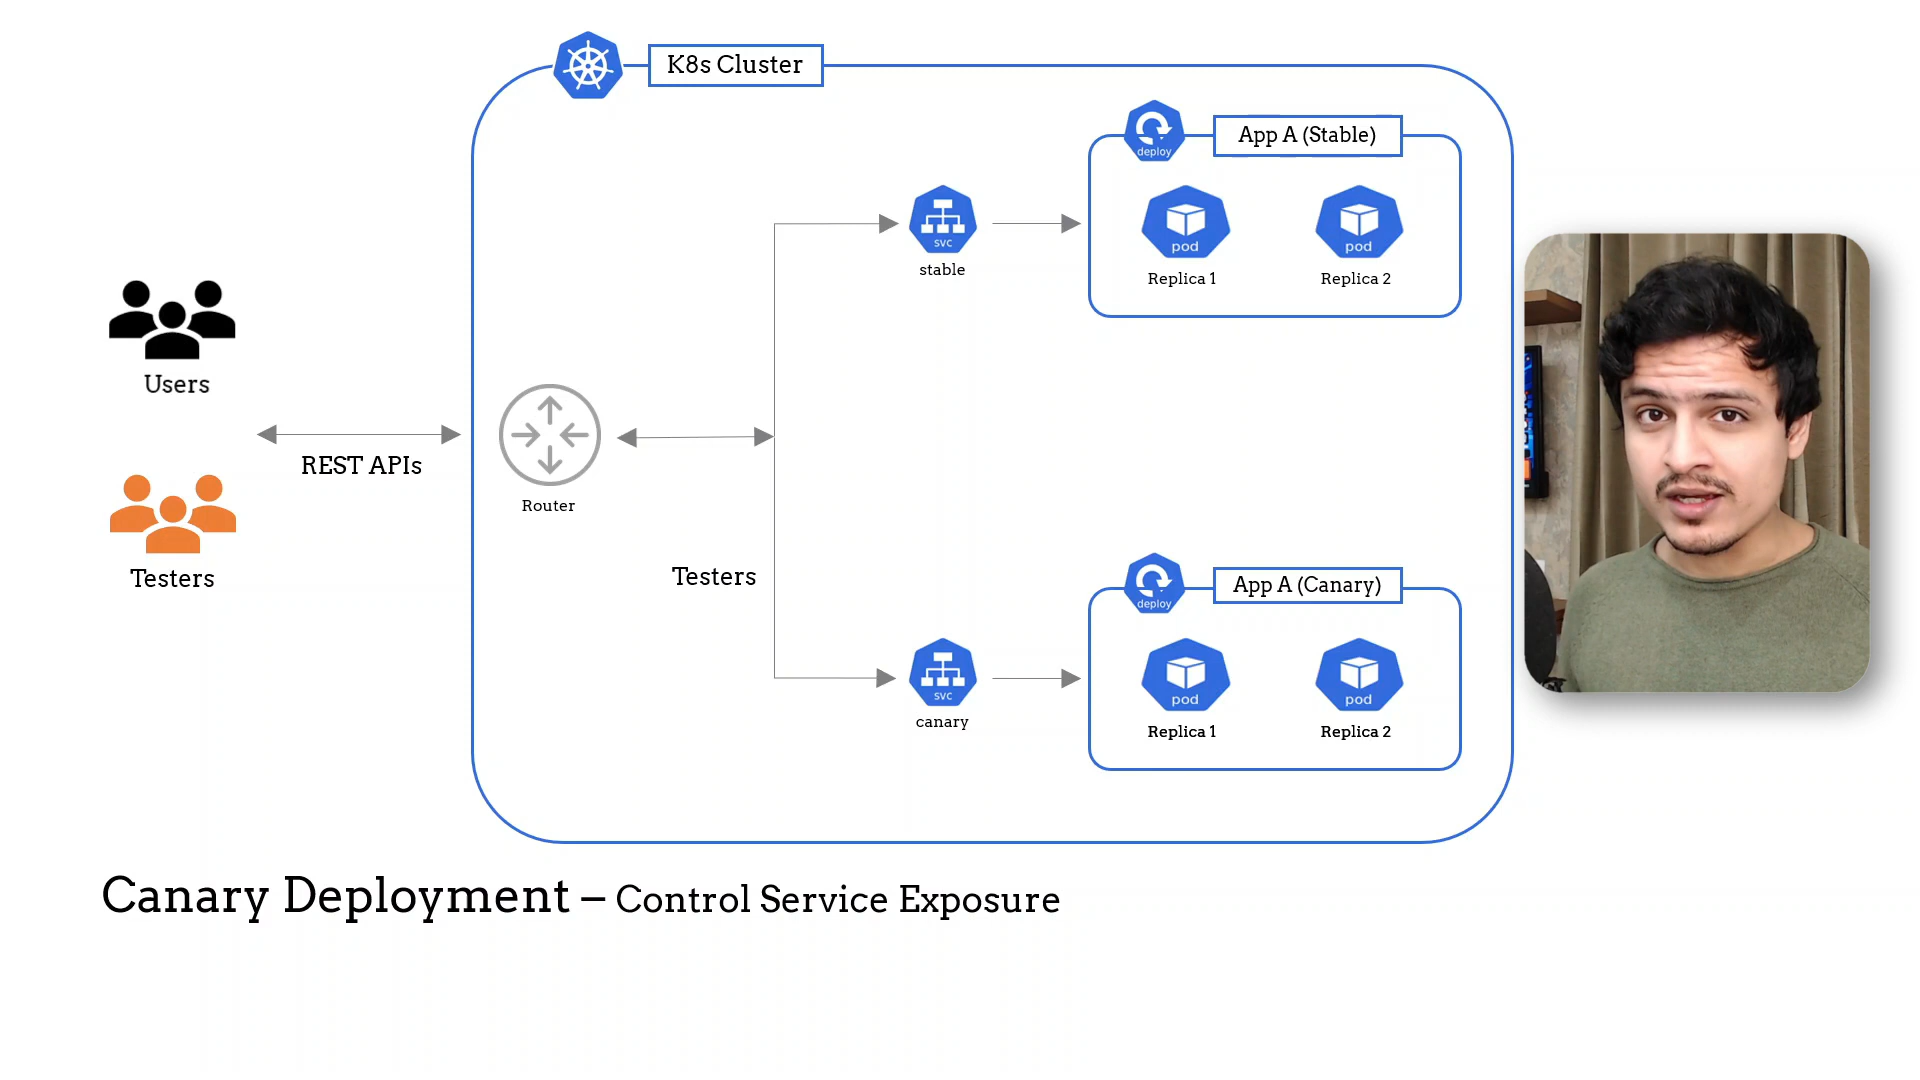 K8s Cluster
deploy
App A (Stable)
svc
stable
pod
Replica 1
pod
Replica 2
Users
REST APIs
Router
Testers
Testers
deploy
App A (Canary)
svc
canary
pod
Replica 1
pod
Replica 2
Canary Deployment – Control Service Exposure